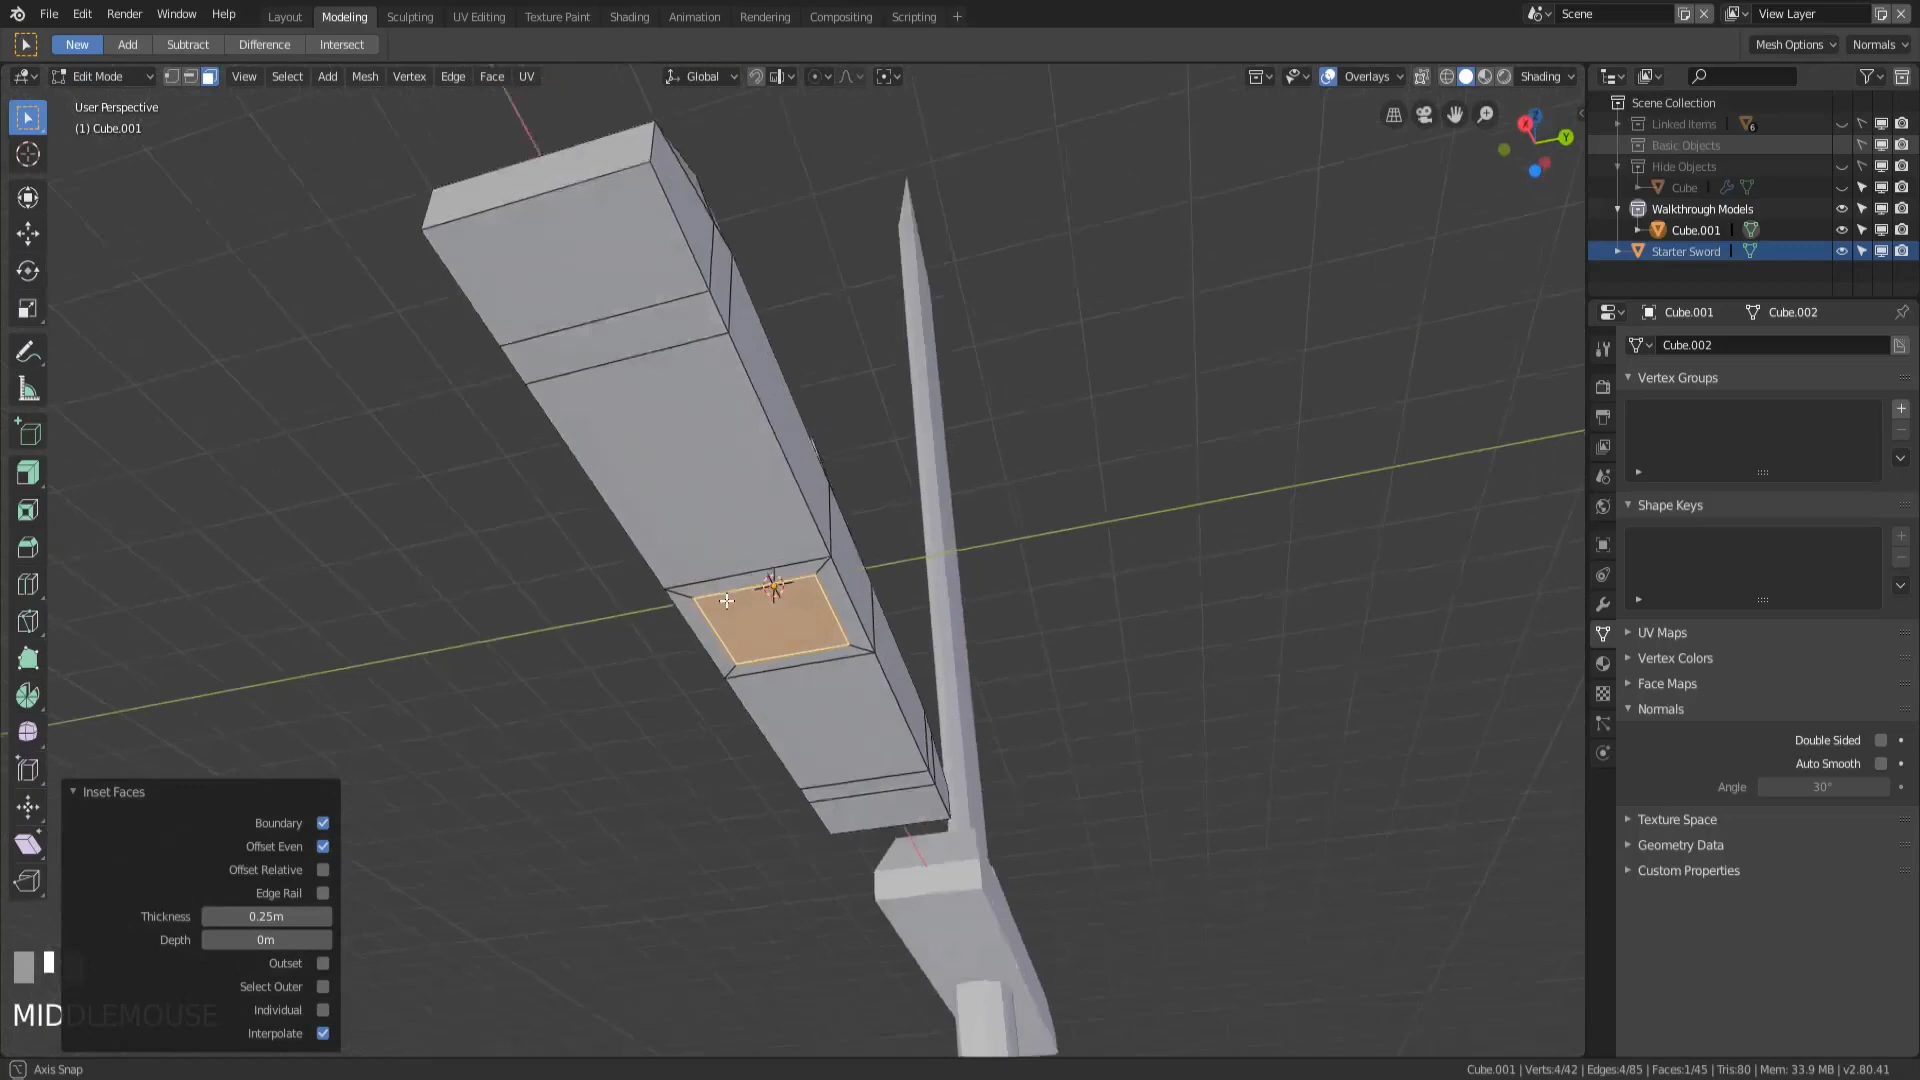 File Edit Render Window Help
Layout Modeling Sculpting UV Editing Texture Paint Shading Animation Rendering Compositing Scripting +
Scene
View Layer
New Add Subtract Difference Intersect
Mesh Options Normals
Edit Mode View Select Add Mesh Vertex Edge Face UV
Global
Overlays Shading
User Perspective
(1) Cube.001
X
Y
Z
Scene Collection
Linked Items 6
Basic Objects
Hide Objects
Cube
Walkthrough Models
Cube.001
Starter Sword
Cube.001 Cube.002
Cube.002
Vertex Groups
Shape Keys
UV Maps
Vertex Colors
Face Maps
Normals
Double Sided
Auto Smooth
Angle 30°
Texture Space
Geometry Data
Custom Properties
Inset Faces
Boundary
Offset Even
Offset Relative
Edge Rail
Thickness 0.25m
Depth 0m
Outset
Select Outer
Individual
Interpolate
MIDDLEMOUSE
Axis Snap
Cube.001 | Verts:4/42 | Edges:4/85 | Faces:1/45 | Tris:80 | Mem: 33.9 MB | v2.80.41